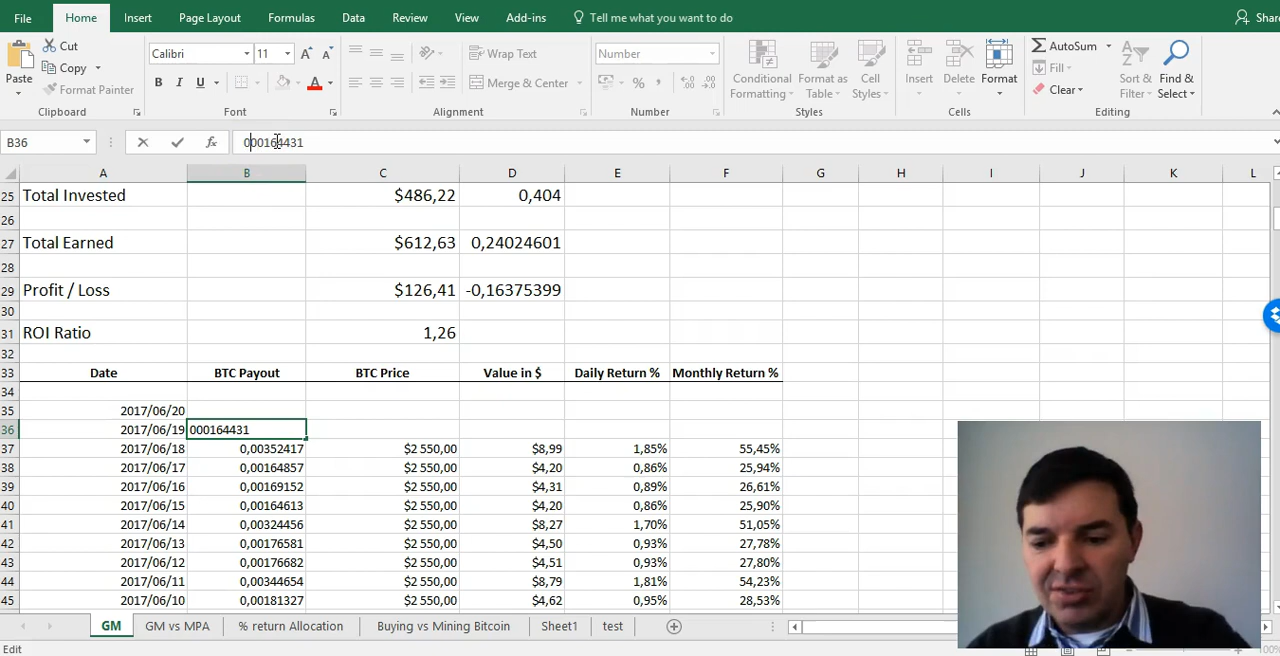 File Home Insert Page Layout Formulas Data Review View Add-ins Tell me what you want to do Share
Paste Cut Copy Format Painter Clipboard
Calibri 11 A A B I U A Font
Wrap Text Merge & Center Alignment
Number % Number
Conditional Formatting Format as Table Cell Styles Styles
Insert Delete Format Cells
AutoSum Fill Clear Sort & Filter Find & Select Editing
B36 fx 000164431
A B C D E F G H I J K L
25 Total Invested $486,22 0,404
26
27 Total Earned $612,63 0,24024601
28
29 Profit / Loss $126,41 -0,16375399
30
31 ROI Ratio 1,26
32
33 Date BTC Payout BTC Price Value in $ Daily Return % Monthly Return %
34
35 2017/06/20
36 2017/06/19 000164431
37 2017/06/18 0,00352417 $2 550,00 $8,99 1,85% 55,45%
38 2017/06/17 0,00164857 $2 550,00 $4,20 0,86% 25,94%
39 2017/06/16 0,00169152 $2 550,00 $4,31 0,89% 26,61%
40 2017/06/15 0,00164613 $2 550,00 $4,20 0,86% 25,90%
41 2017/06/14 0,00324456 $2 550,00 $8,27 1,70% 51,05%
42 2017/06/13 0,00176581 $2 550,00 $4,50 0,93% 27,78%
43 2017/06/12 0,00176682 $2 550,00 $4,51 0,93% 27,80%
44 2017/06/11 0,00344654 $2 550,00 $8,79 1,81% 54,23%
45 2017/06/10 0,00181327 $2 550,00 $4,62 0,95% 28,53%
GM GM vs MPA % return Allocation Buying vs Mining Bitcoin Sheet1 test
Edit 100%